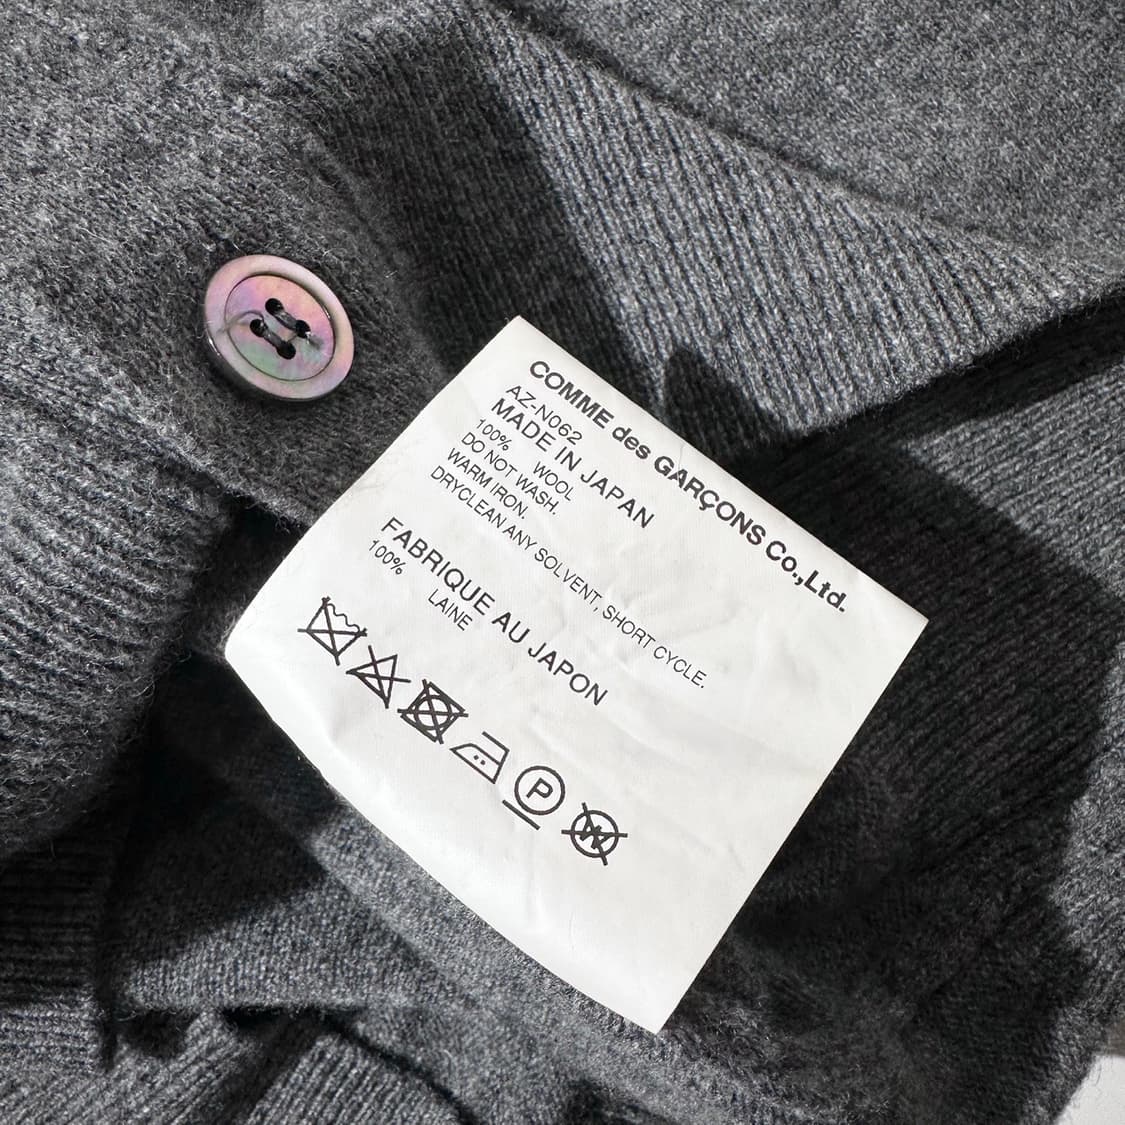 COMME des GARÇONS Co.,Ltd.
AZ-N062
MADE IN JAPAN
100% WOOL
DO NOT WASH.
WARM IRON.
DRYCLEAN ANY SOLVENT, SHORT CYCLE.
FABRIQUE AU JAPON
100% LAINE
P
W